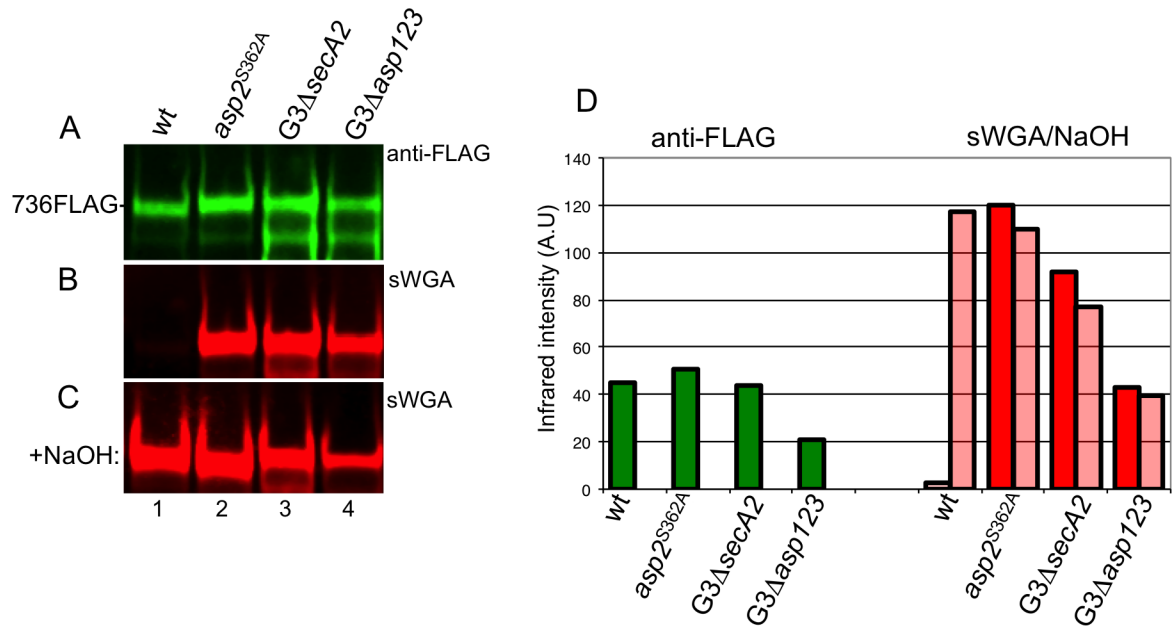 wt asp2S362A G3ΔsecA2 G3Δasp123
A
anti-FLAG
736FLAG-
B
sWGA
C
sWGA
+NaOH:
1 2 3 4
D
anti-FLAG sWGA/NaOH
Infrared intensity (A.U)
140
120
100
80
60
40
20
0
wt asp2S362A G3ΔsecA2 G3Δasp123 wt asp2S362A G3ΔsecA2 G3Δasp123